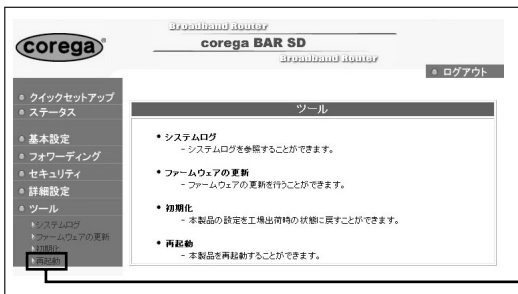 Broadband Router
corega
corega BAR SD
Broadband Router
ログアウト
クイックセットアップ
ステータス
基本設定
フォワーディング
セキュリティ
詳細設定
ツール
システムログ
ファームウェアの更新
初期化
再起動
ツール
• システムログ
- システムログを参照することができます。
• ファームウェアの更新
- ファームウェアの更新を行うことができます。
• 初期化
- 本製品の設定を工場出荷時の状態に戻すことができます。
• 再起動
- 本製品を再起動することができます。